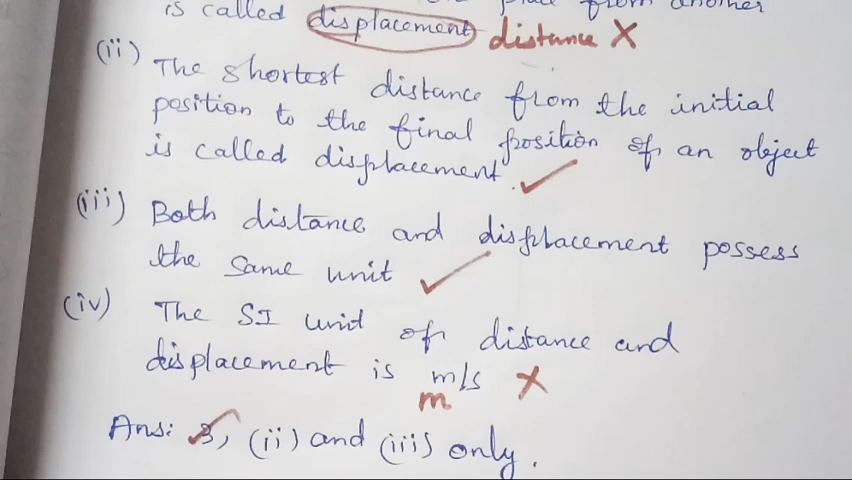 is called displacement distance X
(ii) The shortest distance from the initial
position to the final position of an object
is called displacement.
(iii) Both distance and displacement possess
the same unit
(iv) The SI unit of distance and
displacement is m/s X
m
Ans: 3, (ii) and (iii) only.